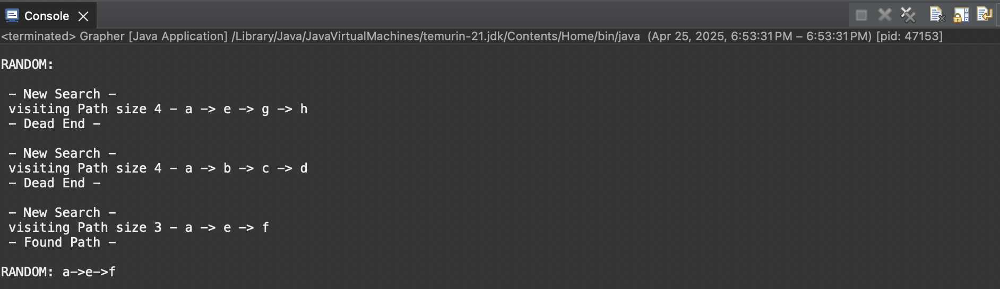 Console
<terminated> Grapher [Java Application] /Library/Java/JavaVirtualMachines/temurin-21.jdk/Contents/Home/bin/java (Apr 25, 2025, 6:53:31 PM – 6:53:31 PM) [pid: 47153]
RANDOM:
- New Search -
visiting Path size 4 - a -> e -> g -> h
- Dead End -
- New Search -
visiting Path size 4 - a -> b -> c -> d
- Dead End -
- New Search -
visiting Path size 3 - a -> e -> f
- Found Path -
RANDOM: a->e->f